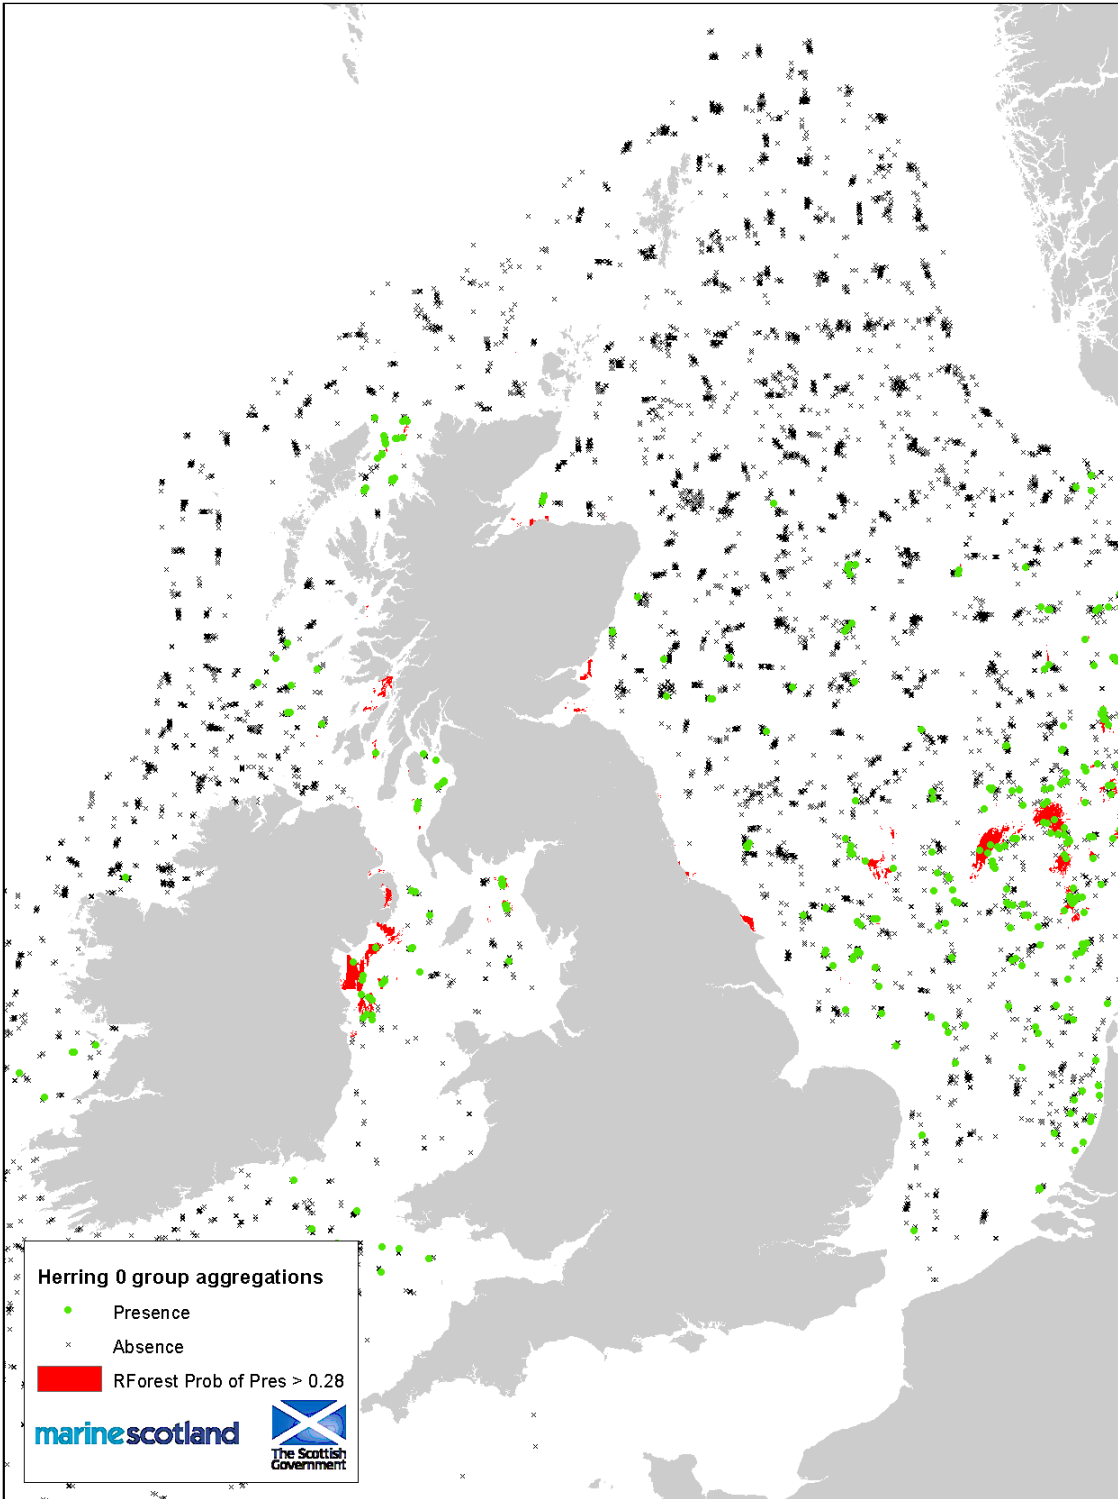 Herring 0 group aggregations
Presence
Absence
RForest Prob of Pres > 0.28
marinescotland
The Scottish
Government